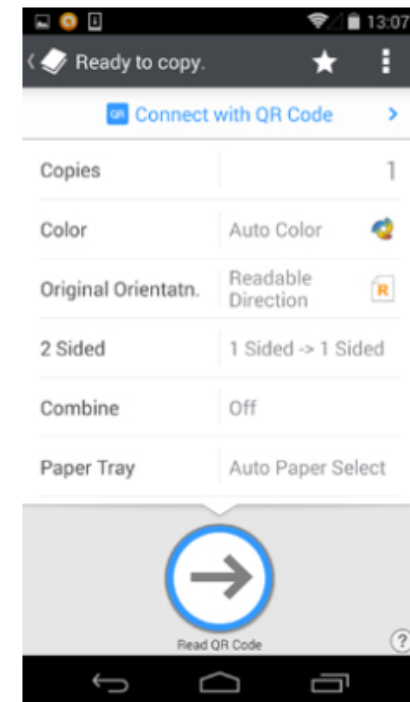 13:07
Ready to copy.
QR Connect with QR Code
Copies 1
Color Auto Color
Original Orientatn. Readable
Direction R
2 Sided 1 Sided -> 1 Sided
Combine Off
Paper Tray Auto Paper Select
Read QR Code
?